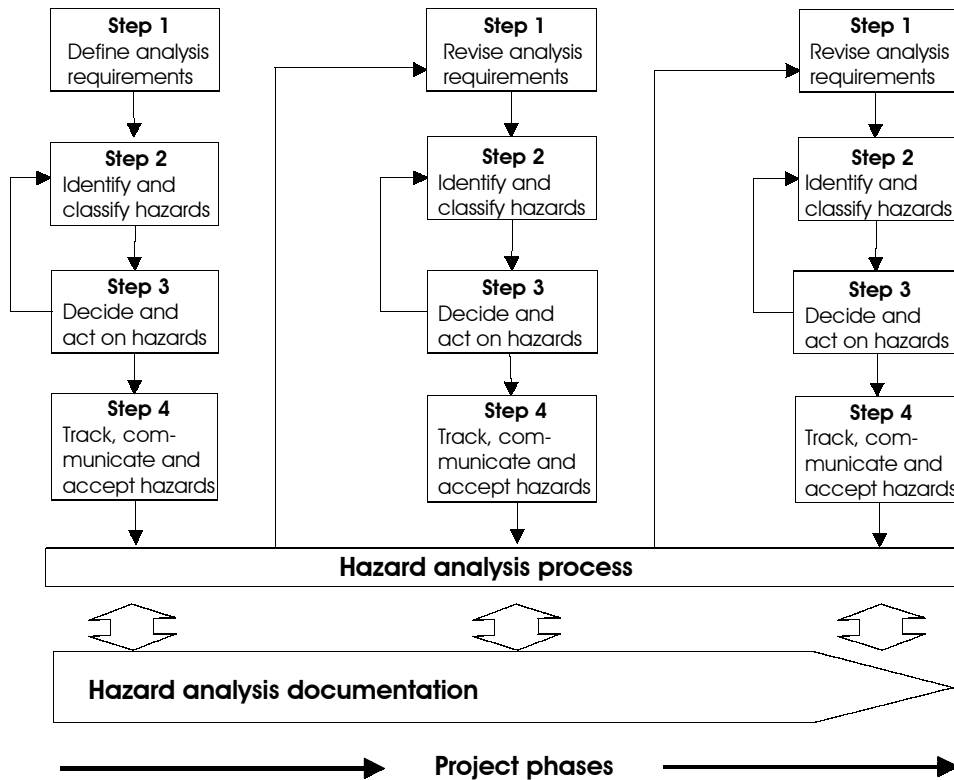 Step 1
Define analysis
requirements
Step 2
Identify and
classify hazards
Step 3
Decide and
act on hazards
Step 4
Track, com-
municate and
accept hazards
Step 1
Revise analysis
requirements
Step 2
Identify and
classify hazards
Step 3
Decide and
act on hazards
Step 4
Track, com-
municate and
accept hazards
Step 1
Revise analysis
requirements
Step 2
Identify and
classify hazards
Step 3
Decide and
act on hazards
Step 4
Track, com-
municate and
accept hazards
Hazard analysis process
Hazard analysis documentation
Project phases